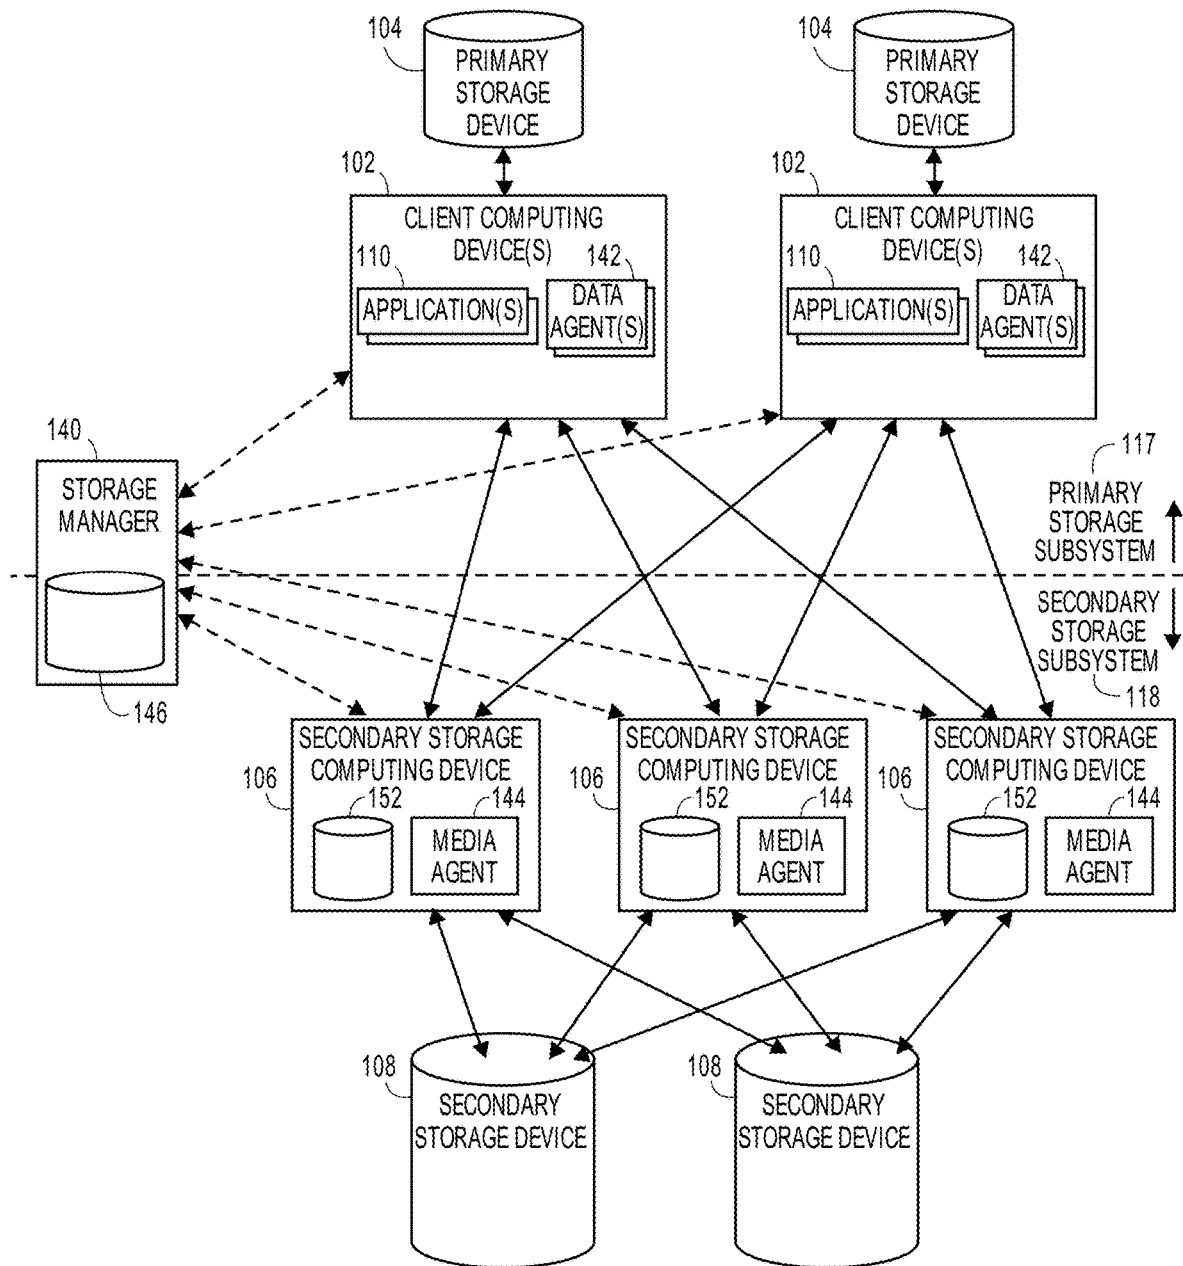 104
PRIMARY
STORAGE
DEVICE
104
PRIMARY
STORAGE
DEVICE
102
CLIENT COMPUTING
DEVICE(S)
110
142
APPLICATION(S)
DATA
AGENT(S)
102
CLIENT COMPUTING
DEVICE(S)
110
142
APPLICATION(S)
DATA
AGENT(S)
140
STORAGE
MANAGER
146
117
PRIMARY
STORAGE
SUBSYSTEM
SECONDARY
STORAGE
SUBSYSTEM
118
SECONDARY STORAGE
COMPUTING DEVICE
106
152
144
MEDIA
AGENT
SECONDARY STORAGE
COMPUTING DEVICE
106
152
144
MEDIA
AGENT
SECONDARY STORAGE
COMPUTING DEVICE
106
152
144
MEDIA
AGENT
108
SECONDARY
STORAGE DEVICE
108
SECONDARY
STORAGE DEVICE